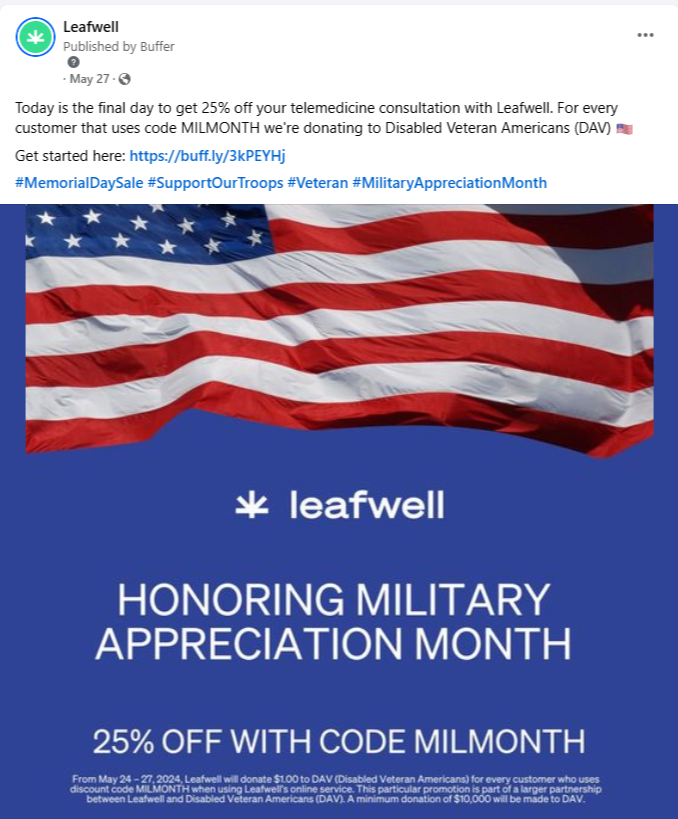 Leafwell
Published by Buffer
· May 27 ·
Today is the final day to get 25% off your telemedicine consultation with Leafwell. For every
customer that uses code MILMONTH we're donating to Disabled Veteran Americans (DAV) 🇺🇸
Get started here: https://buff.ly/3kPEYHj
#MemorialDaySale #SupportOurTroops #Veteran #MilitaryAppreciationMonth
leafwell
HONORING MILITARY
APPRECIATION MONTH
25% OFF WITH CODE MILMONTH
From May 24 – 27, 2024, Leafwell will donate $1.00 to DAV (Disabled Veteran Americans) for every customer who uses
discount code MILMONTH when using Leafwell's online service. This particular promotion is part of a larger partnership
between Leafwell and Disabled Veteran Americans (DAV). A minimum donation of $10,000 will be made to DAV.